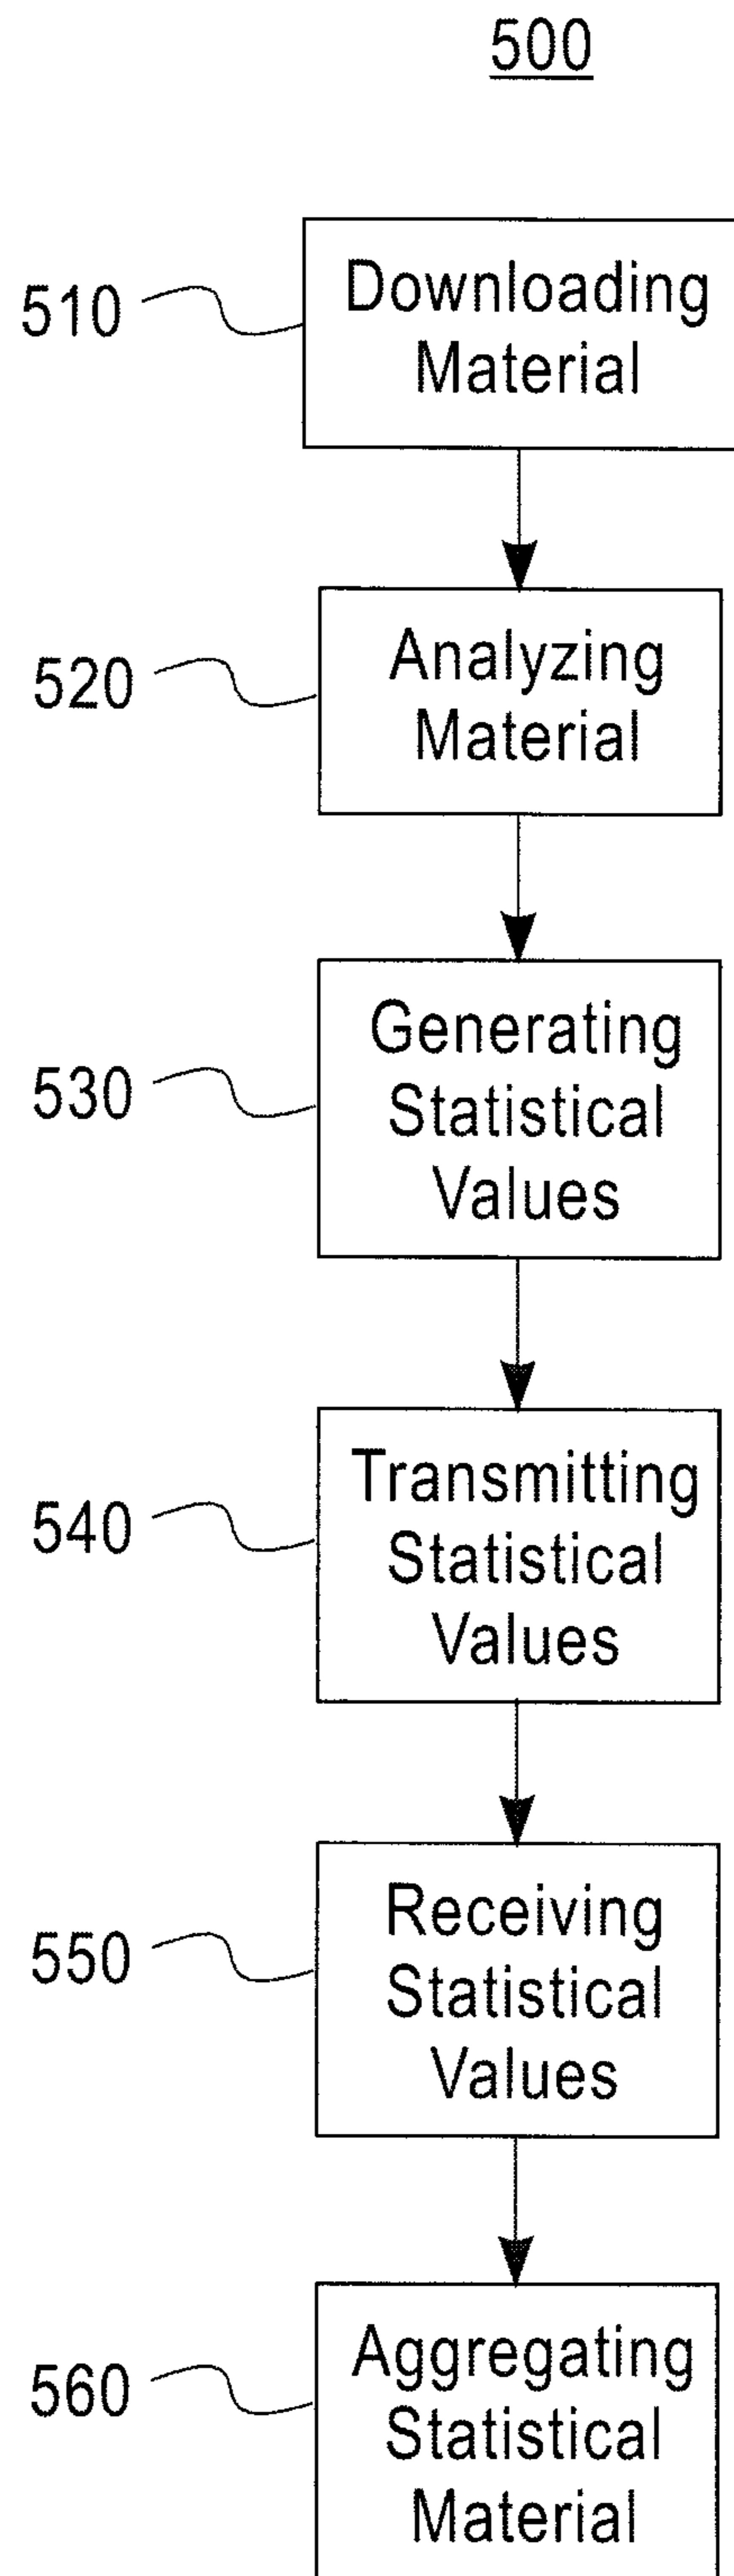 500
510
Downloading
Material
520
Analyzing
Material
530
Generating
Statistical
Values
540
Transmitting
Statistical
Values
550
Receiving
Statistical
Values
560
Aggregating
Statistical
Material